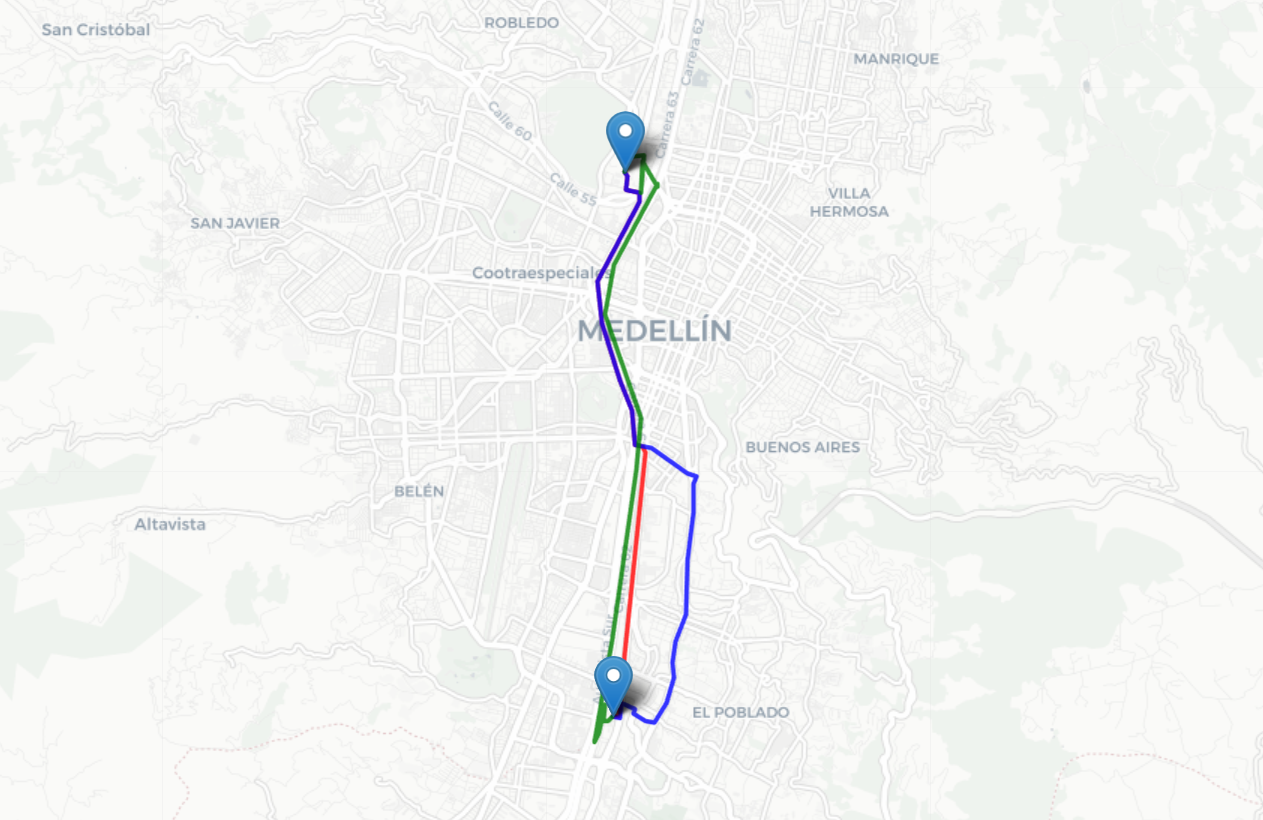 ROBLEDO
San Cristóbal
Carrera 62
MANRIQUE
Calle 60
Carrera 63
Calle 55
VILLA
HERMOSA
SAN JAVIER
Cootraespeciales
MEDELLÍN
BUENOS AIRES
BELÉN
Altavista
Sur
EL POBLADO